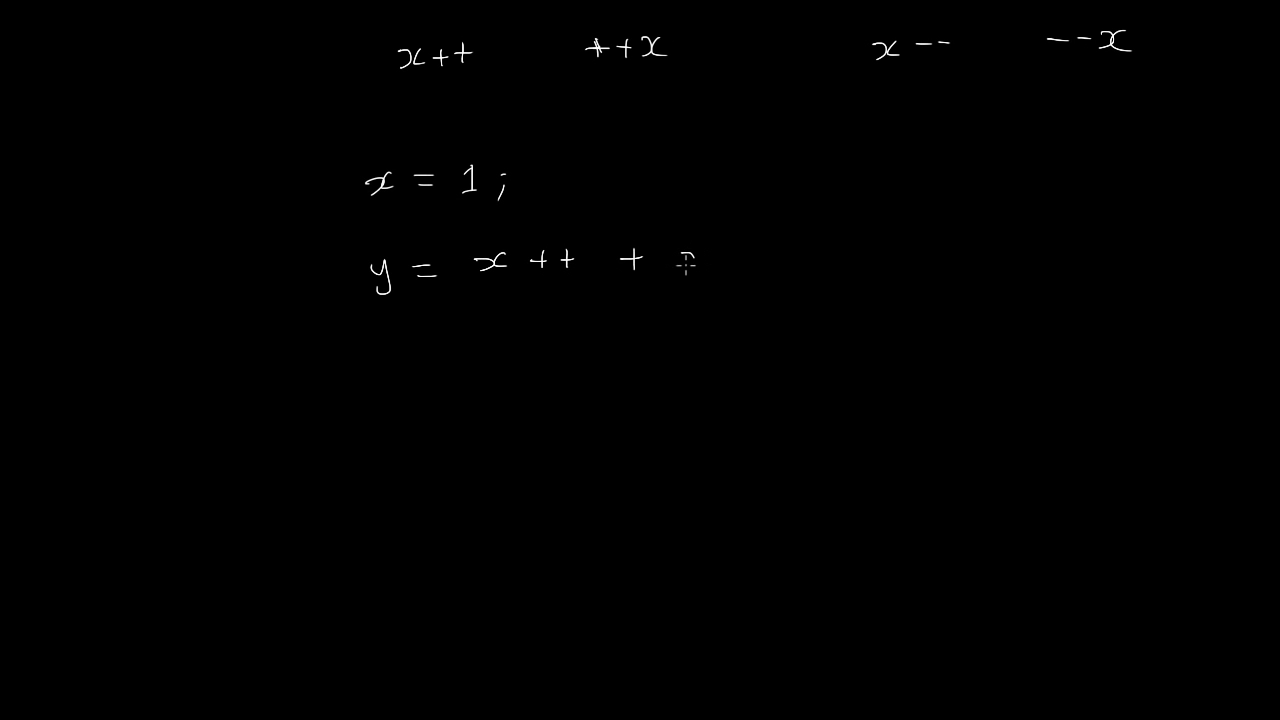 x++ ++x x-- --x
x = 1;
y = x++ +